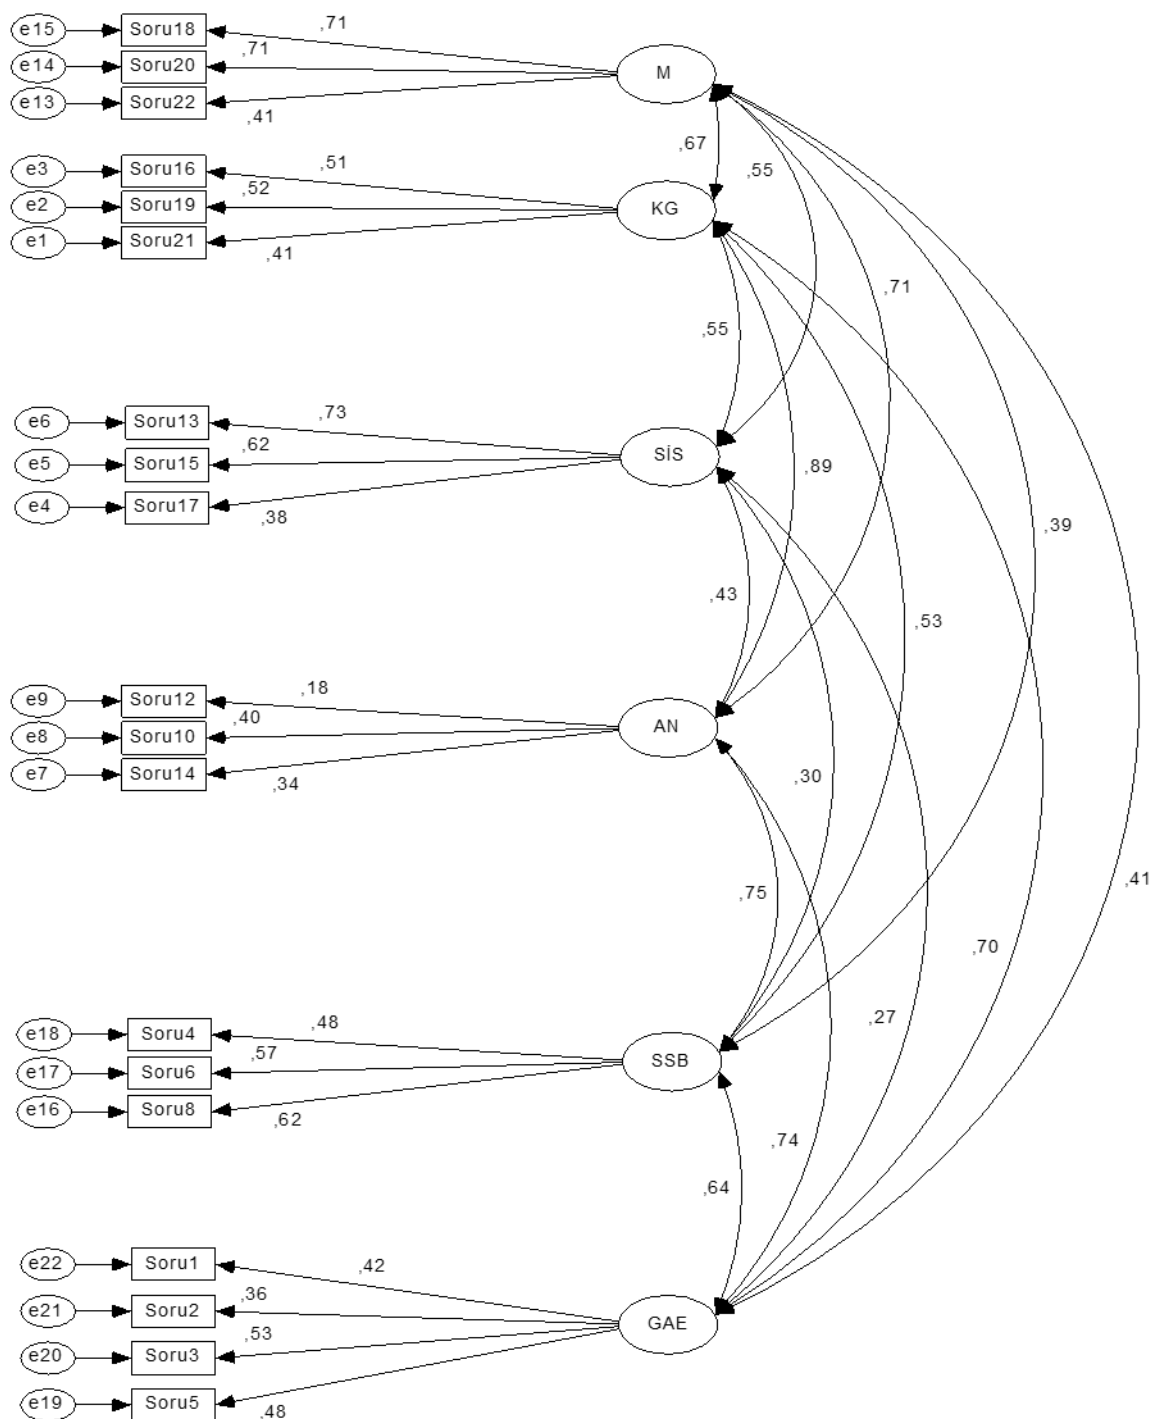 e15 Soru18 ,71
e14 Soru20 ,71
M
e13 Soru22 ,41
,67
,55
e3 Soru16 ,51
e2 Soru19 ,52
KG
e1 Soru21 ,41
,71
,55
e6 Soru13 ,73
e5 Soru15 ,62
SİS
,89
e4 Soru17 ,38
,39
,43
,53
e9 Soru12 ,18
e8 Soru10 ,40
AN
e7 Soru14 ,34
,30
,75
,41
,70
,27
e18 Soru4 ,48
e17 Soru6 ,57
SSB
e16 Soru8 ,62
,74
,64
e22 Soru1 ,42
e21 Soru2 ,36
GAE
e20 Soru3 ,53
e19 Soru5 ,48